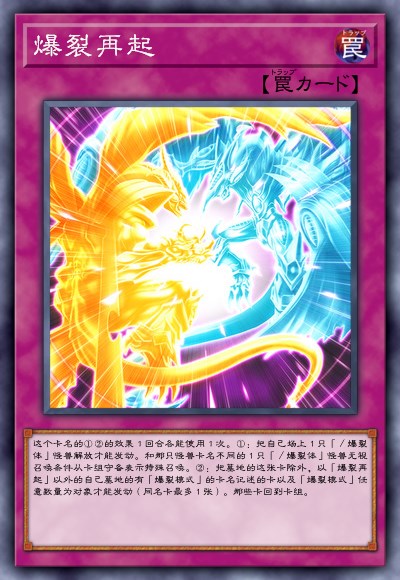 爆裂再起
トラップ
罠
トラップ
【罠カード】
这个卡名的①②的效果1回合各能使用1次。①：把自己场上1只「／爆裂
体」怪兽解放才能发动。和那只怪兽卡名不同的1只「／爆裂体」怪兽无视
召唤条件从卡组守备表示特殊召唤。②：把墓地的这张卡除外，以「爆裂再
起」以外的自己墓地的有「爆裂模式」的卡名记述的卡以及「爆裂模式」任
意数量为对象才能发动（同名卡最多1张）。那些卡回到卡组。